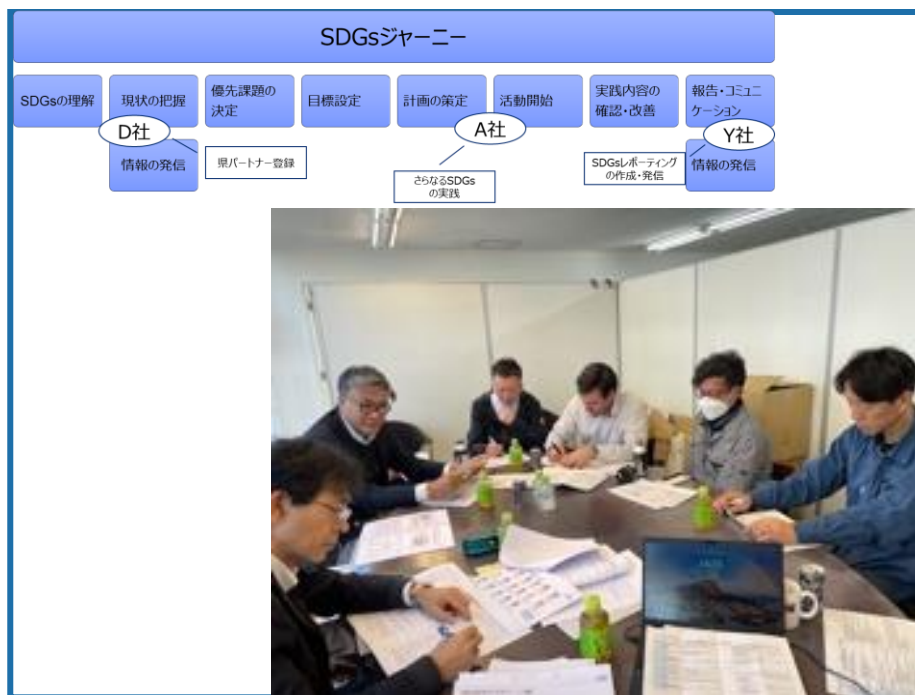 SDGsジャーニー
SDGsの理解
現状の把握
優先課題の
決定
目標設定
計画の策定
活動開始
実践内容の
確認・改善
報告・コミュニ
ケーション
D社
A社
Y社
情報の発信
県パートナー登録
さらなるSDGs
の実践
SDGsレポーティング
の作成・発信
情報の発信